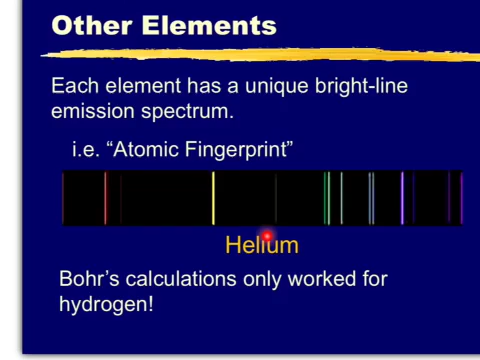 Other Elements
Each element has a unique bright-line
emission spectrum.
i.e. “Atomic Fingerprint”
Helium
Bohr’s calculations only worked for
hydrogen!